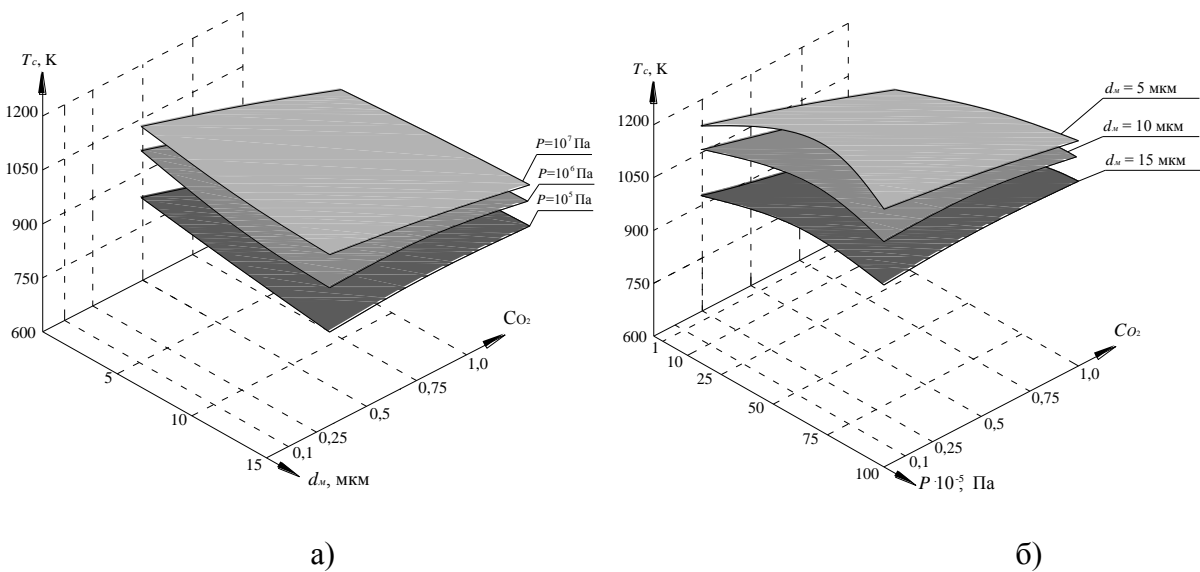 Tс, K
1200
1050
900
750
600
5
10
15
dм, мкм
0,1
0,25
0,5
0,75
1,0
CO2
P=10⁷ Па
P=10⁶ Па
P=10⁵ Па
а)
Tс, K
1200
1050
900
750
600
1
10
25
50
75
100
P·10⁻⁵; Па
0,1
0,25
0,5
0,75
1,0
CO2
dм = 5 мкм
dм = 10 мкм
dм = 15 мкм
б)